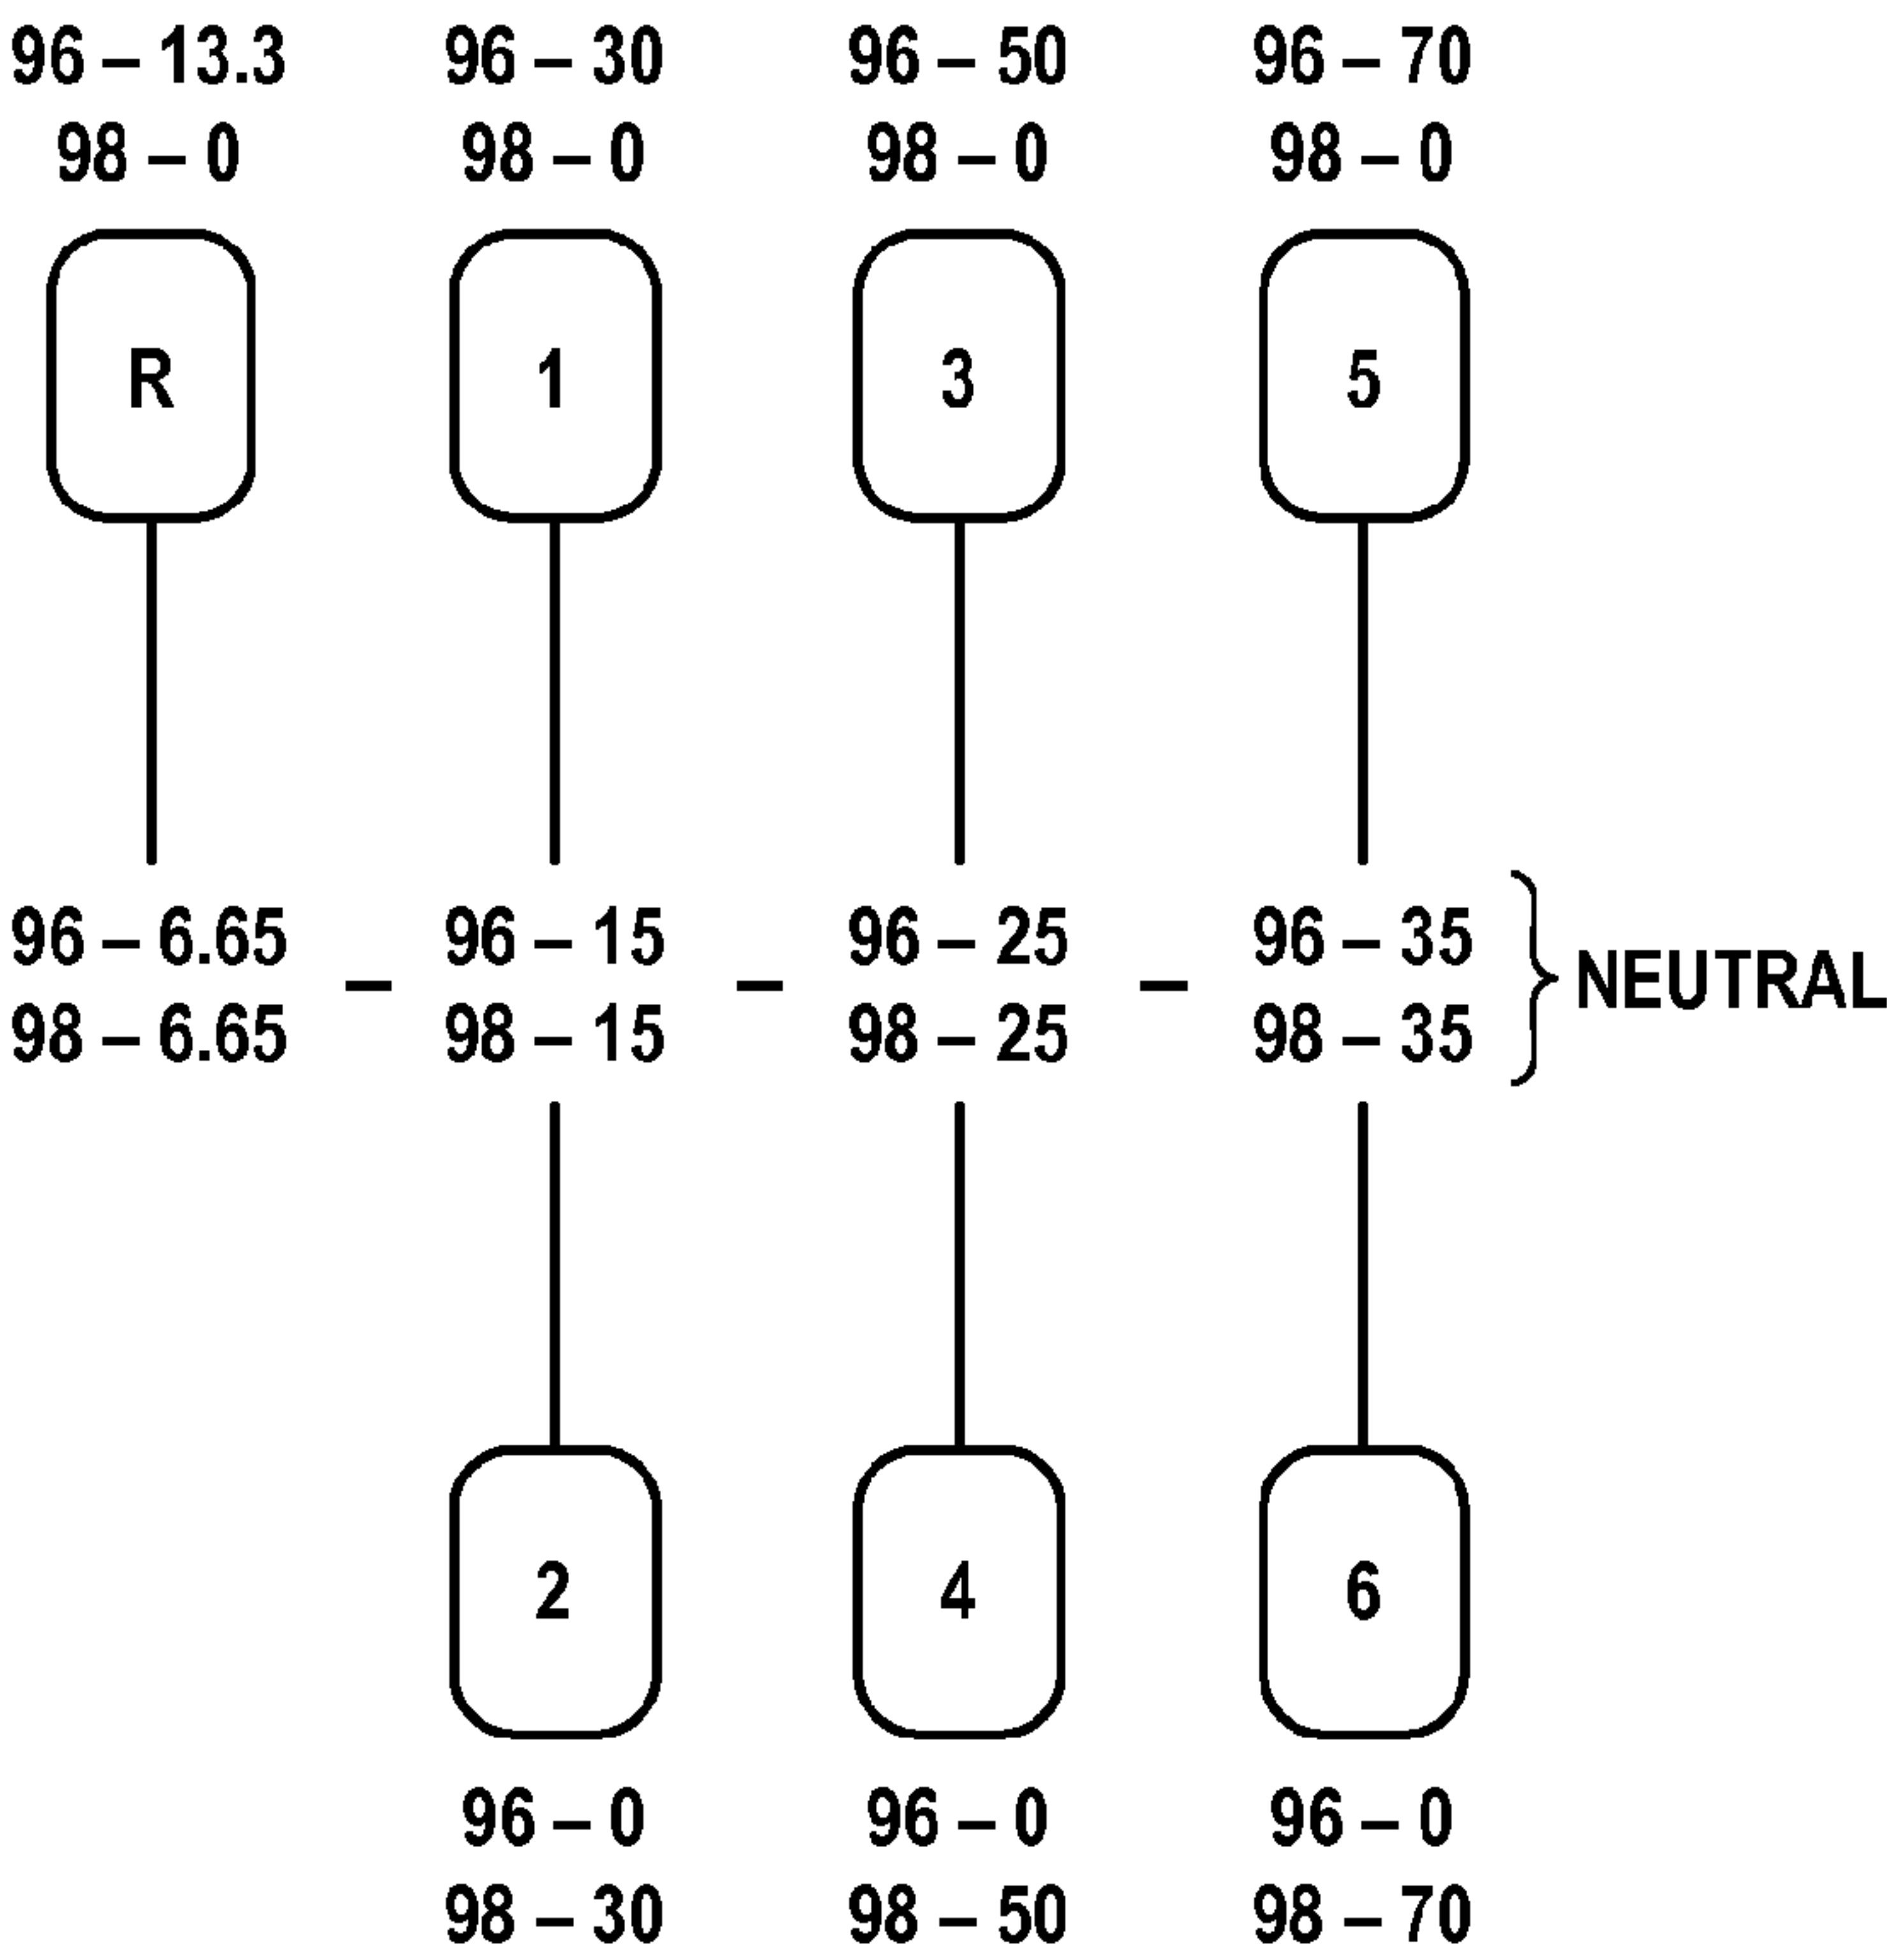 96 – 13.3 96 – 30 96 – 50 96 – 70
98 – 0 98 – 0 98 – 0 98 – 0
R 1 3 5
96 – 6.65 96 – 15 96 – 25 96 – 35
– – – NEUTRAL
98 – 6.65 98 – 15 98 – 25 98 – 35
2 4 6
96 – 0 96 – 0 96 – 0
98 – 30 98 – 50 98 – 70